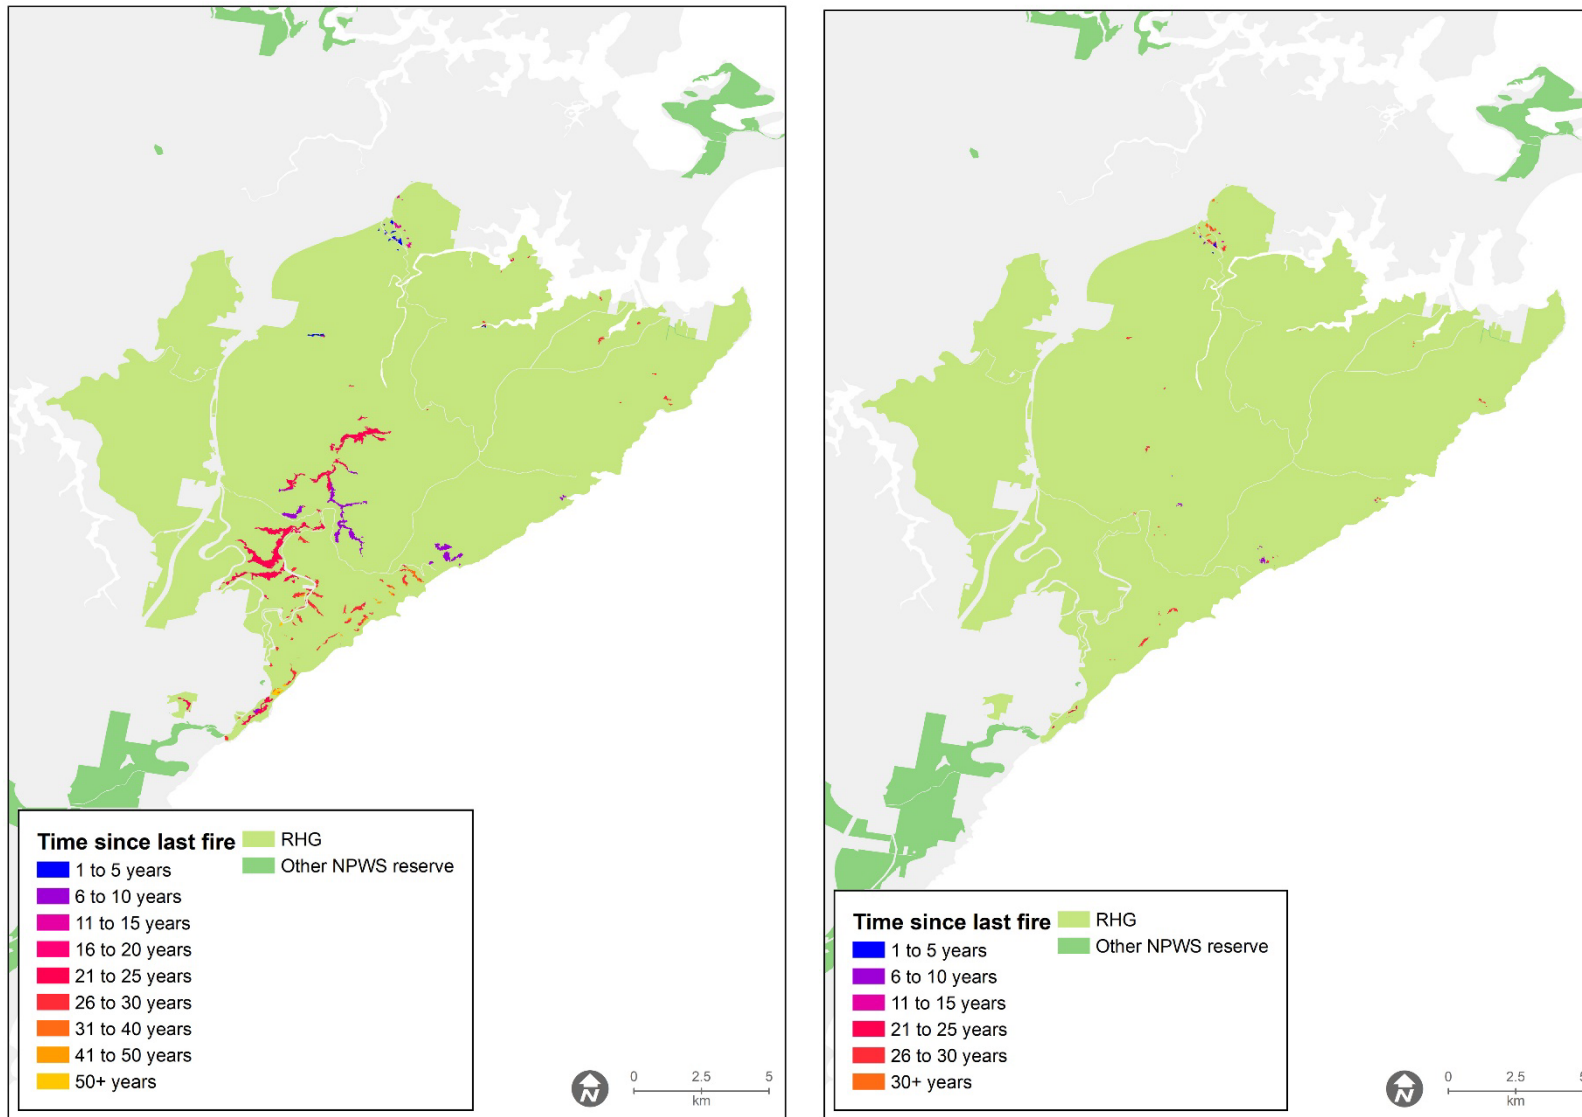 Time since last fire
1 to 5 years
6 to 10 years
11 to 15 years
16 to 20 years
21 to 25 years
26 to 30 years
31 to 40 years
41 to 50 years
50+ years
RHG
Other NPWS reserve
N
0 2.5 5
km
Time since last fire
1 to 5 years
6 to 10 years
11 to 15 years
21 to 25 years
26 to 30 years
30+ years
RHG
Other NPWS reserve
N
0 2.5 5
km